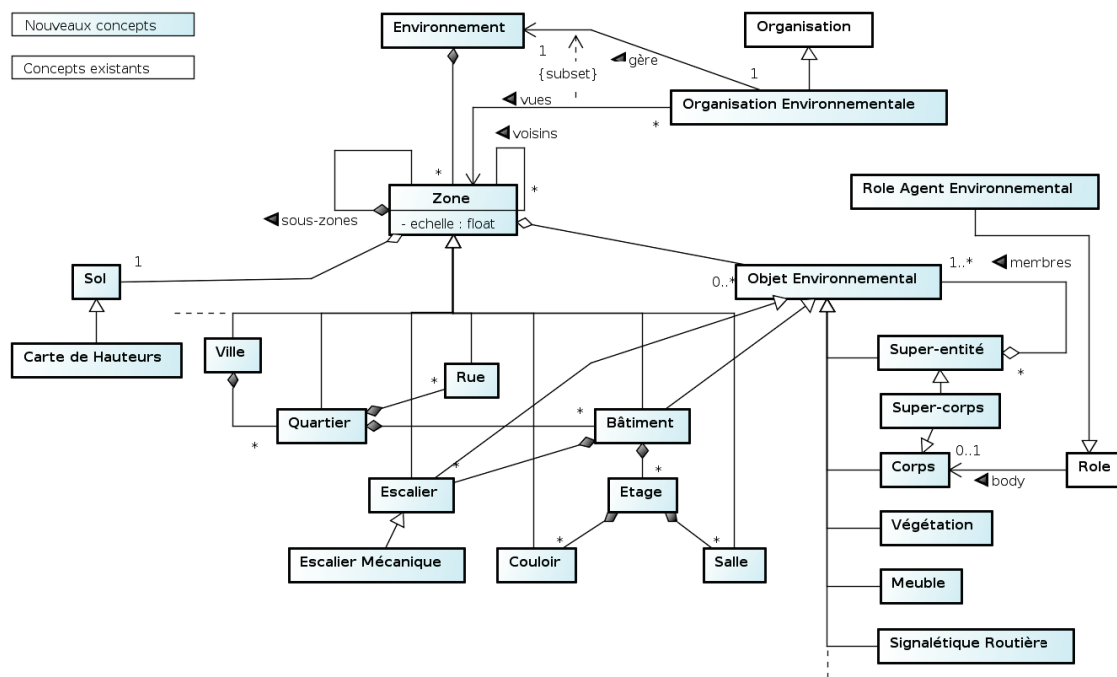 Nouveaux concepts
Concepts existants
Environnement
Organisation
1
{subset}
gère
1
Organisation Environnementale
vues
*
voisins
*
*
Zone
- echelle : float
sous-zones
Role Agent Environnemental
1
Sol
0..*
Objet Environnemental
1..*
membres
Carte de Hauteurs
Ville
Rue
*
Super-entité
*
Quartier
*
*
Bâtiment
Super-corps
Corps
0..1
body
Role
Escalier
*
Etage
*
Végétation
Escalier Mécanique
Couloir
*
Salle
*
Meuble
Signalétique Routière